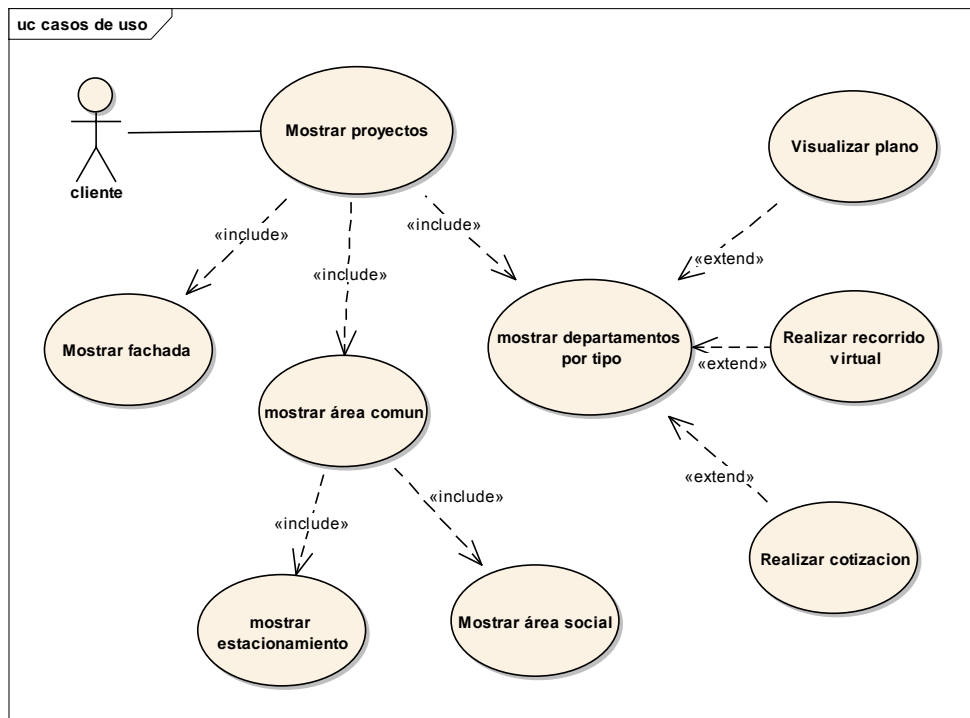 uc casos de uso
cliente
Mostrar proyectos
Visualizar plano
«include»
«include»
«include»
«extend»
Mostrar fachada
mostrar departamentos
por tipo
Realizar recorrido
virtual
«extend»
mostrar área comun
«extend»
«include»
«include»
Realizar cotizacion
mostrar
estacionamiento
Mostrar área social